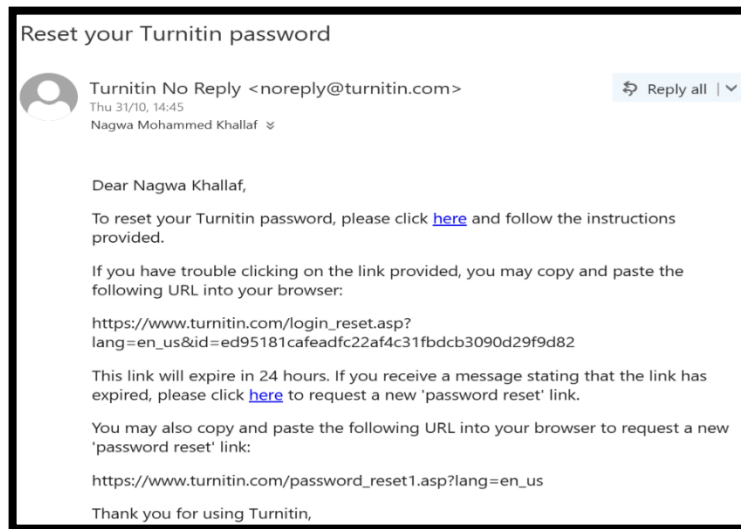 Reset your Turnitin password
Turnitin No Reply <noreply@turnitin.com>
Reply all
Thu 31/10, 14:45
Nagwa Mohammed Khallaf
Dear Nagwa Khallaf,
To reset your Turnitin password, please click here and follow the instructions
provided.
If you have trouble clicking on the link provided, you may copy and paste the
following URL into your browser:
https://www.turnitin.com/login_reset.asp?
lang=en_us&id=ed95181cafeadfc22af4c31fbdcb3090d29f9d82
This link will expire in 24 hours. If you receive a message stating that the link has
expired, please click here to request a new 'password reset' link.
You may also copy and paste the following URL into your browser to request a new
'password reset' link:
https://www.turnitin.com/password_reset1.asp?lang=en_us
Thank you for using Turnitin,